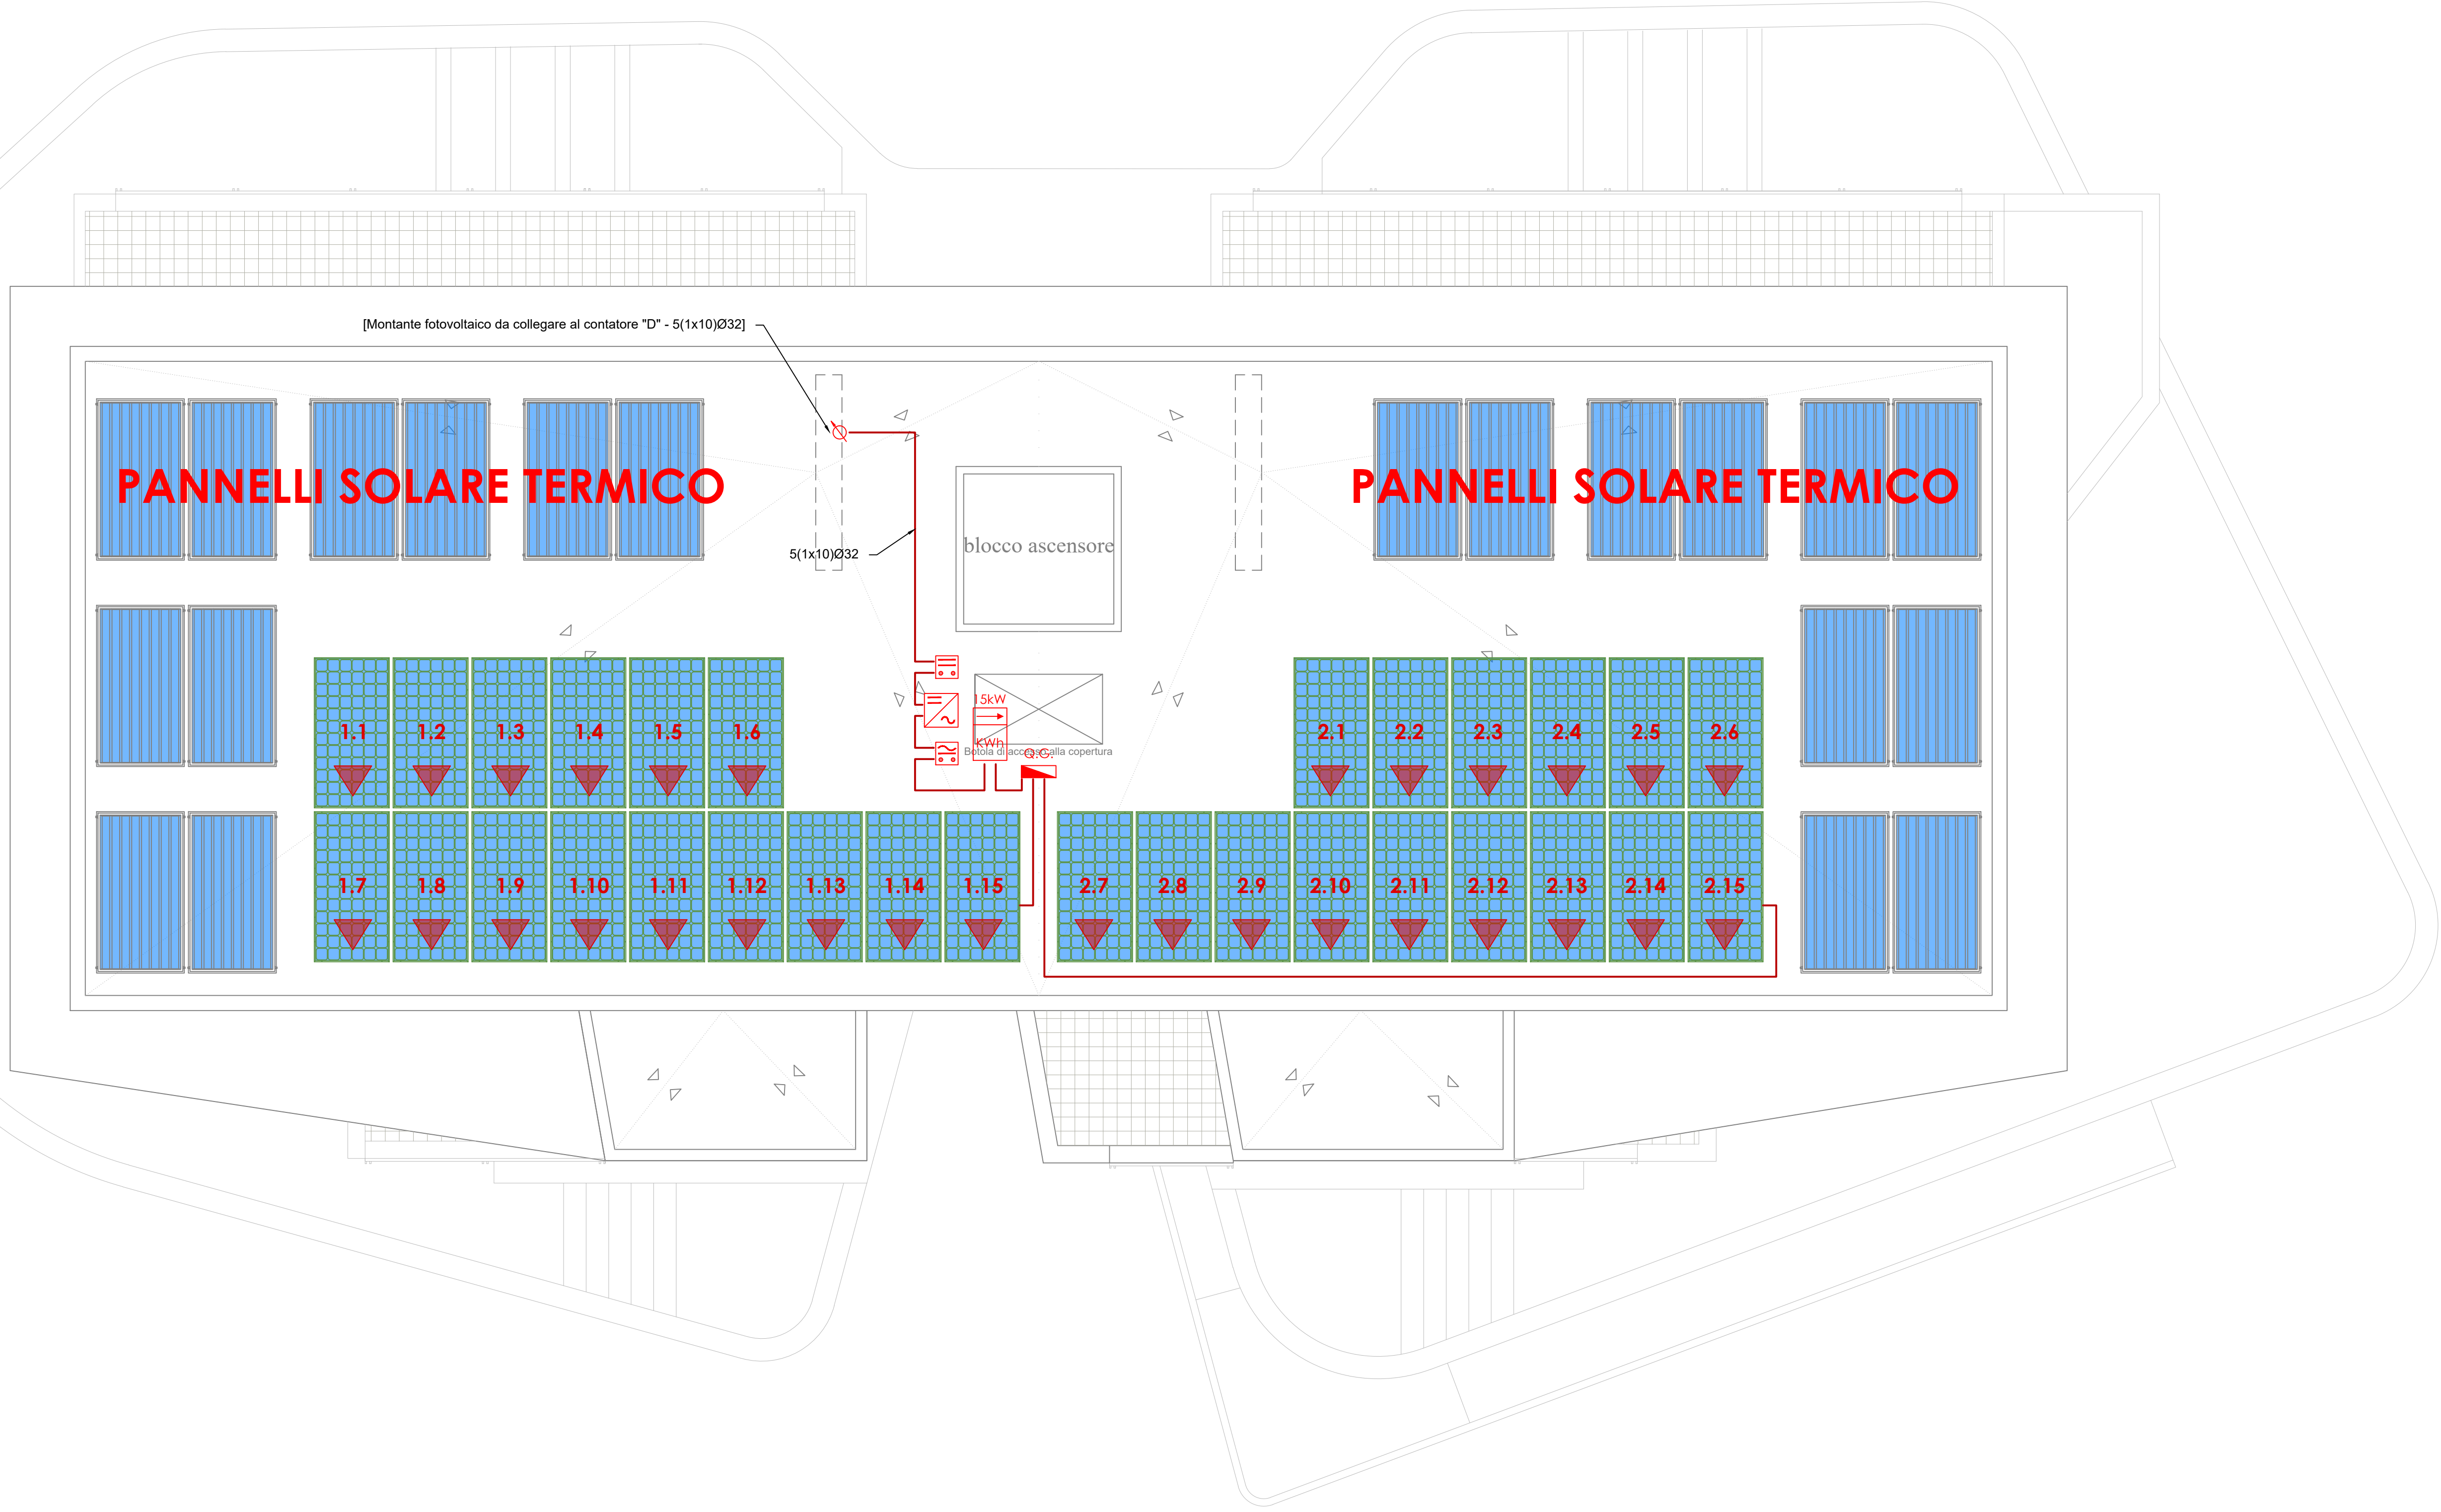 [Montante fotovoltaico da collegare al contatore "D" - 5(1x10)Ø32]
PANNELLI SOLARE TERMICO
PANNELLI SOLARE TERMICO
blocco ascensore
5(1x10)Ø32
15kW
KWh
Botola di accesso alla copertura
Q.C.
1.1 1.2 1.3 1.4 1.5 1.6
2.1 2.2 2.3 2.4 2.5 2.6
1.7 1.8 1.9 1.10 1.11 1.12 1.13 1.14 1.15
2.7 2.8 2.9 2.10 2.11 2.12 2.13 2.14 2.15